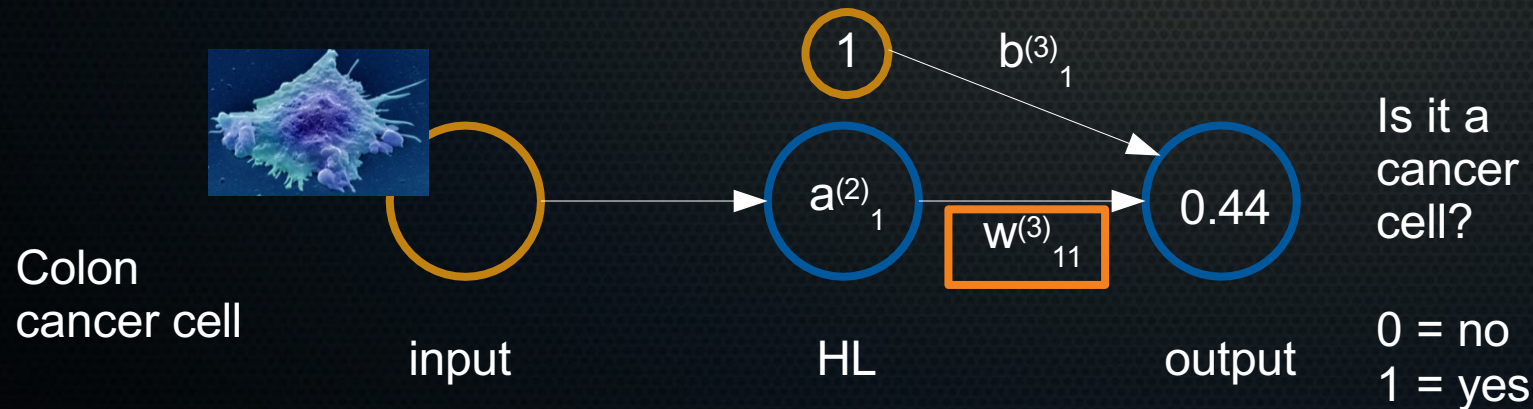 1
b(3)1
Is it a
cancer
cell?
a(2)1
0.44
w(3)11
Colon
cancer cell
0 = no
1 = yes
input
HL
output